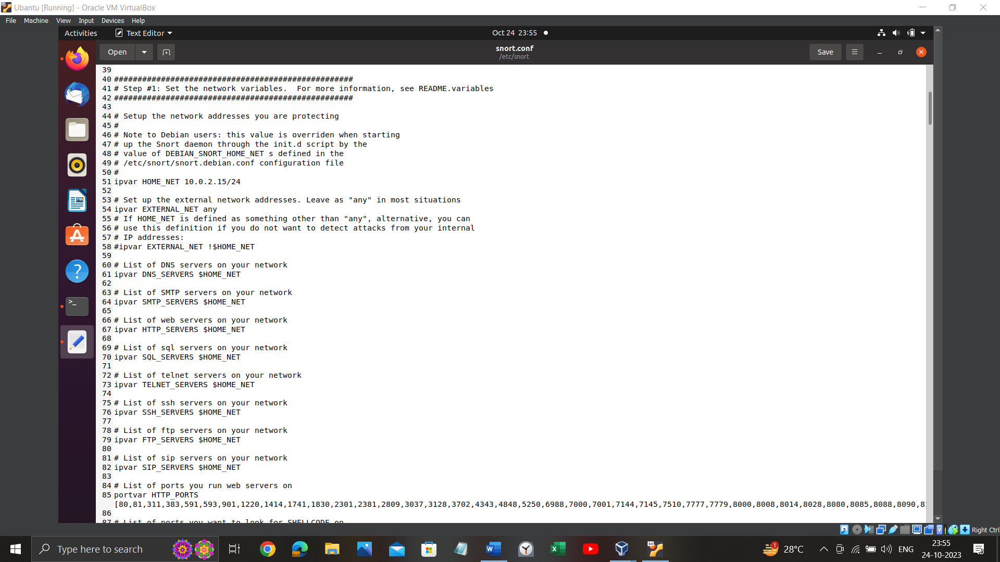 Ubantu [Running] - Oracle VM VirtualBox
File Machine View Input Devices Help
Activities Text Editor Oct 24 23:55
Open snort.conf Save
/etc/snort
39
40 ###################################################
41 # Step #1: Set the network variables.  For more information, see README.variables
42 ###################################################
43
44 # Setup the network addresses you are protecting
45 #
46 # Note to Debian users: this value is overriden when starting
47 # up the Snort daemon through the init.d script by the
48 # value of DEBIAN_SNORT_HOME_NET s defined in the
49 # /etc/snort/snort.debian.conf configuration file
50 #
51 ipvar HOME_NET 10.0.2.15/24
52
53 # Set up the external network addresses. Leave as "any" in most situations
54 ipvar EXTERNAL_NET any
55 # If HOME_NET is defined as something other than "any", alternative, you can
56 # use this definition if you do not want to detect attacks from your internal
57 # IP addresses:
58 #ipvar EXTERNAL_NET !$HOME_NET
59
60 # List of DNS servers on your network
61 ipvar DNS_SERVERS $HOME_NET
62
63 # List of SMTP servers on your network
64 ipvar SMTP_SERVERS $HOME_NET
65
66 # List of web servers on your network
67 ipvar HTTP_SERVERS $HOME_NET
68
69 # List of sql servers on your network
70 ipvar SQL_SERVERS $HOME_NET
71
72 # List of telnet servers on your network
73 ipvar TELNET_SERVERS $HOME_NET
74
75 # List of ssh servers on your network
76 ipvar SSH_SERVERS $HOME_NET
77
78 # List of ftp servers on your network
79 ipvar FTP_SERVERS $HOME_NET
80
81 # List of sip servers on your network
82 ipvar SIP_SERVERS $HOME_NET
83
84 # List of ports you run web servers on
85 portvar HTTP_PORTS
[80,81,311,383,591,593,901,1220,1414,1741,1830,2301,2381,2809,3037,3128,3702,4343,4848,5250,6988,7000,7001,7144,7145,7510,7777,7779,8000,8008,8014,8028,8080,8085,8088,8090,
86
87 # List of ports you want to look for SHELLCODE on
Right Ctrl
Type here to search
28°C ENG 23:55
24-10-2023